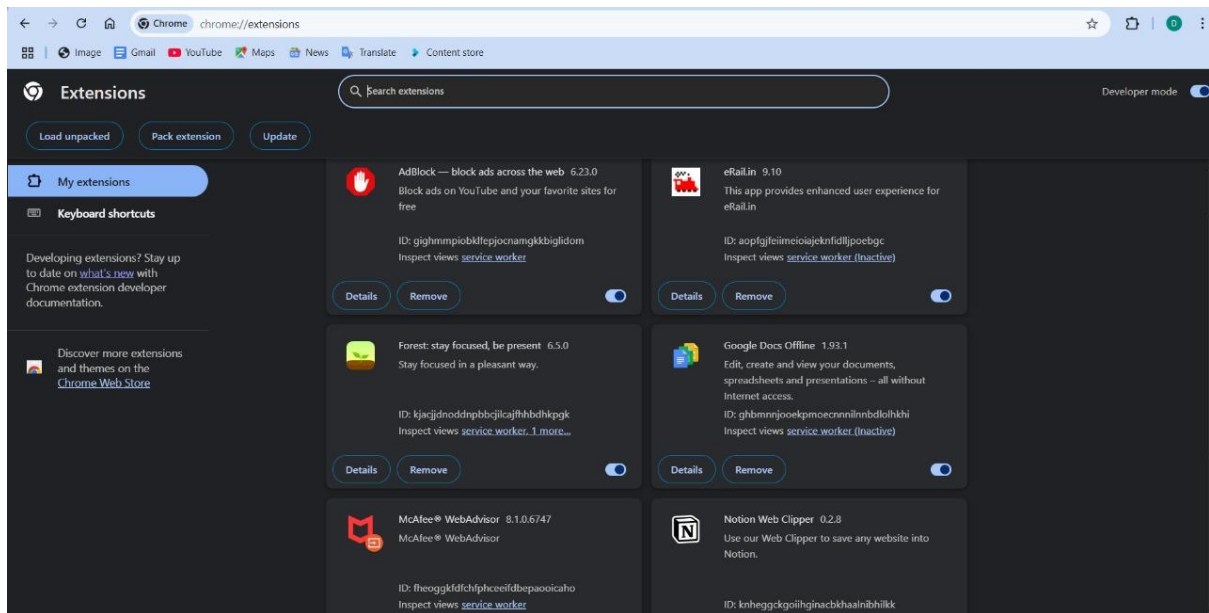 Chrome chrome://extensions
D
Image Gmail YouTube Maps News Translate Content store
Extensions
Search extensions
Developer mode
Load unpacked Pack extension Update
My extensions
Keyboard shortcuts
Developing extensions? Stay up
to date on what's new with
Chrome extension developer
documentation.
Discover more extensions
and themes on the
Chrome Web Store
AdBlock — block ads across the web 6.23.0
Block ads on YouTube and your favorite sites for
free
ID: gighmmpiobklfepjocnamgkkbiglidom
Inspect views service worker
Details Remove
eRail.in 9.10
This app provides enhanced user experience for
eRail.in
ID: aopfgjfeiimeioiajeknfidlljpoebgc
Inspect views service worker (Inactive)
Details Remove
Forest: stay focused, be present 6.5.0
Stay focused in a pleasant way.
ID: kjacjjdnoddnpbbcjilcajfhhbdhkpgk
Inspect views service worker, 1 more...
Details Remove
Google Docs Offline 1.93.1
Edit, create and view your documents,
spreadsheets and presentations – all without
Internet access.
ID: ghbmnnjooekpmoecnnnilnnbdlolhkhi
Inspect views service worker (Inactive)
Details Remove
McAfee® WebAdvisor 8.1.0.6747
McAfee® WebAdvisor
ID: fheoggkfdfchfphceeifdbepaooicaho
Inspect views service worker
Notion Web Clipper 0.2.8
Use our Web Clipper to save any website into
Notion.
ID: knheggckgoiihginacbkhaalnibhilkk